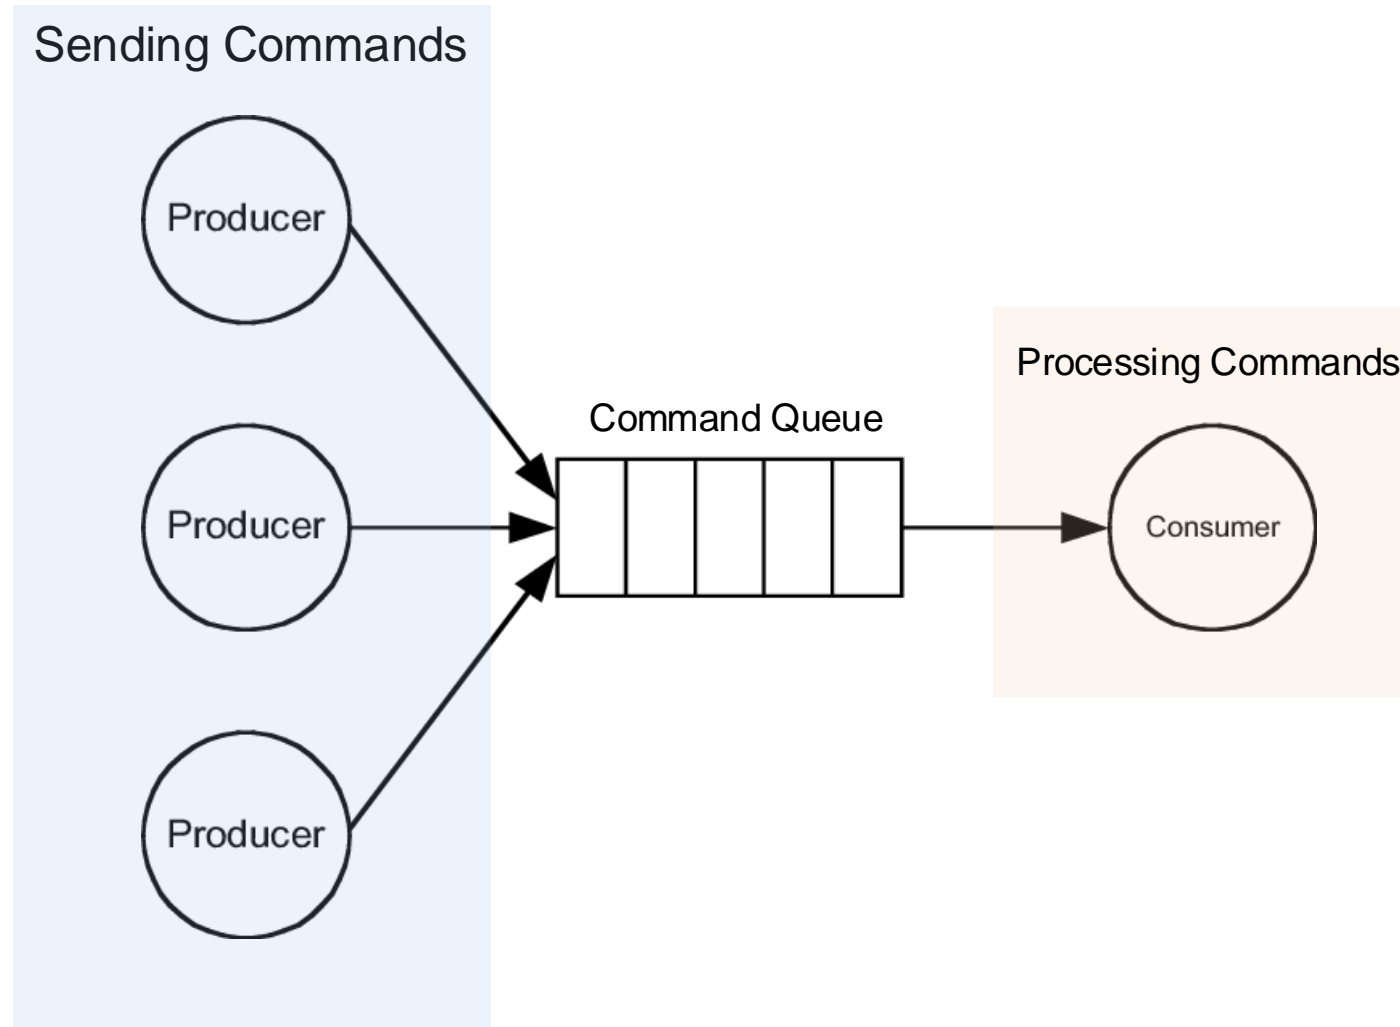 Sending Commands
Producer
Producer
Producer
Command Queue
Processing Commands
Consumer